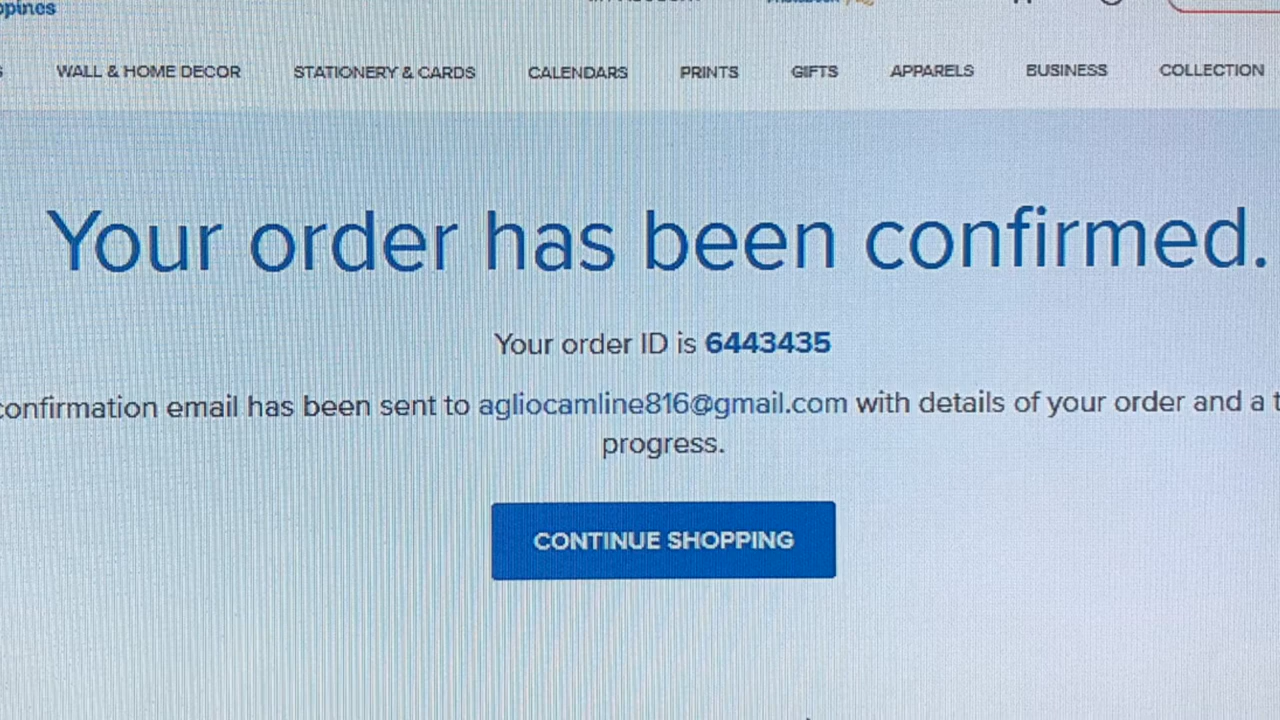 WALL & HOME DECOR STATIONERY & CARDS CALENDARS PRINTS GIFTS APPARELS BUSINESS COLLECTION
Your order has been confirmed.
Your order ID is 6443435
confirmation email has been sent to agliocamline816@gmail.com with details of your order and a
progress.
CONTINUE SHOPPING